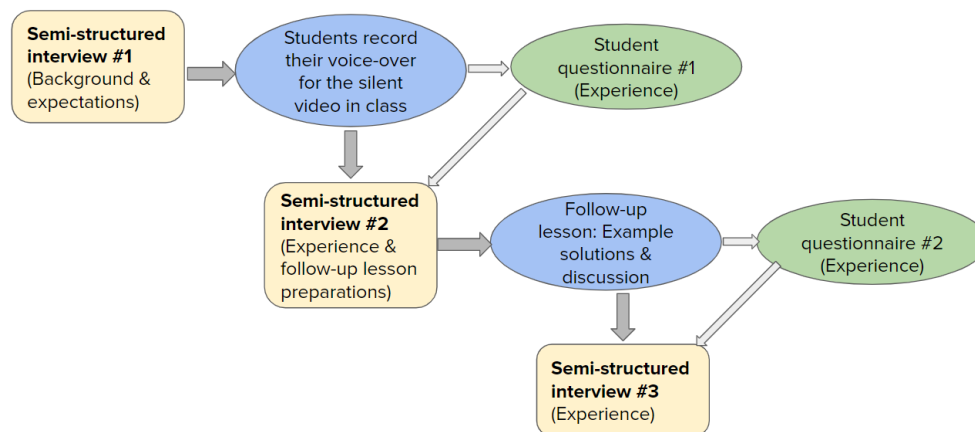 Semi-structured
interview #1
(Background &
expectations)
Students record
their voice-over
for the silent
video in class
Student
questionnaire #1
(Experience)
Semi-structured
interview #2
(Experience &
follow-up lesson
preparations)
Follow-up
lesson: Example
solutions &
discussion
Student
questionnaire #2
(Experience)
Semi-structured
interview #3
(Experience)